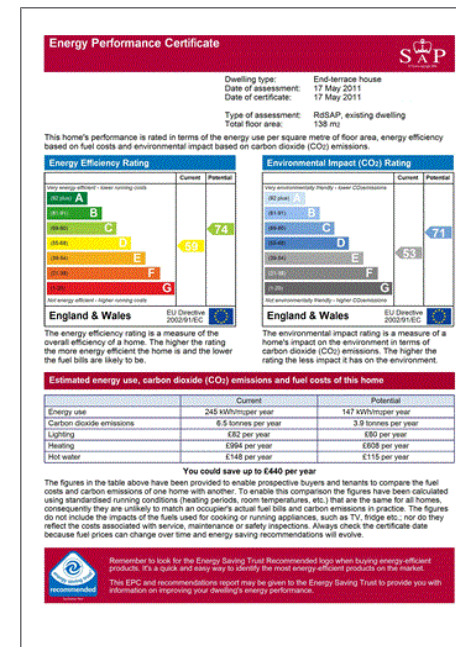 Energy Performance Certificate
SAP
Dwelling type: End-terrace house
Date of assessment: 17 May 2011
Date of certificate: 17 May 2011
Type of assessment: RdSAP, existing dwelling
Total floor area: 138 m2
This home's performance is rated in terms of the energy use per square metre of floor area, energy efficiency
based on fuel costs and environmental impact based on carbon dioxide (CO2) emissions.
Energy Efficiency Rating
Current Potential
Very energy efficient - lower running costs
(92 plus) A
(81-91) B
(69-80) C
(55-68) D
(39-54) E
(21-38) F
(1-20) G
59
74
Not energy efficient - higher running costs
England & Wales
EU Directive
2002/91/EC
The energy efficiency rating is a measure of the
overall efficiency of a home. The higher the rating
the more energy efficient the home is and the lower
the fuel bills are likely to be.
Environmental Impact (CO2) Rating
Current Potential
Very environmentally friendly - lower CO2 emissions
(92 plus) A
(81-91) B
(69-80) C
(55-68) D
(39-54) E
(21-38) F
(1-20) G
53
71
Not environmentally friendly - higher CO2 emissions
England & Wales
EU Directive
2002/91/EC
The environmental impact rating is a measure of a
home's impact on the environment in terms of
carbon dioxide (CO2) emissions. The higher the
rating the less impact it has on the environment.
Estimated energy use, carbon dioxide (CO2) emissions and fuel costs of this home
Current Potential
Energy use 245 kWh/m²per year 147 kWh/m²per year
Carbon dioxide emissions 6.5 tonnes per year 3.9 tonnes per year
Lighting £82 per year £80 per year
Heating £994 per year £608 per year
Hot water £148 per year £115 per year
You could save up to £440 per year
The figures in the table above have been provided to enable prospective buyers and tenants to compare the fuel
costs and carbon emissions of one home with another. To enable this comparison the figures have been calculated
using standardised running conditions (heating periods, room temperatures, etc.) that are the same for all homes,
consequently they are unlikely to match an occupier's actual fuel bills and carbon emissions in practice. The figures
do not include the impacts of the fuels used for cooking or running appliances, such as TV, fridge etc.; nor do they
reflect the costs associated with service, maintenance or safety inspections. Always check the certificate date
because fuel prices can change over time and energy saving recommendations will evolve.
energy saving trust
recommended
Remember to look for the Energy Saving Trust Recommended logo when buying energy-efficient
products. It's a quick and easy way to identify the most energy-efficient products on the market.
This EPC and recommendations report may be given to the Energy Saving Trust to provide you with
information on improving your dwelling's energy performance.